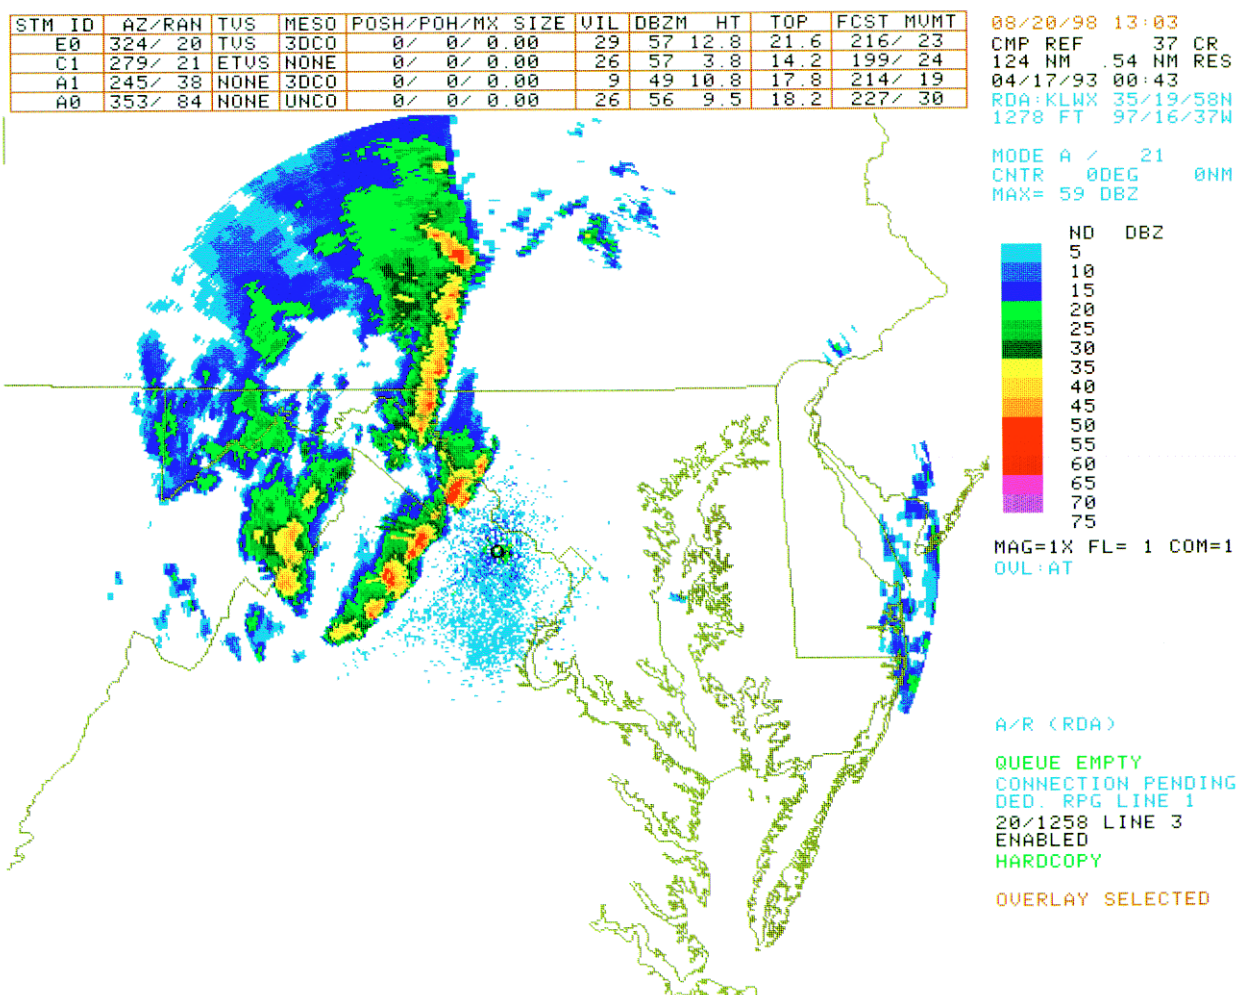 STM ID AZ/RAN TVS MESO POSH/POH/MX SIZE VIL DBZM HT TOP FCST MVMT
E0 324/ 20 TVS 3DCO 0/ 0/ 0.00 29 57 12.8 21.6 216/ 23
C1 279/ 21 ETVS NONE 0/ 0/ 0.00 26 57 3.8 14.2 199/ 24
A1 245/ 38 NONE 3DCO 0/ 0/ 0.00 9 49 10.8 17.8 214/ 19
A0 353/ 84 NONE UNCO 0/ 0/ 0.00 26 56 9.5 18.2 227/ 30
08/20/98 13:03
CMP REF 37 CR
124 NM .54 NM RES
04/17/93 00:43
RDA:KLWX 35/19/58N
1278 FT 97/16/37W
MODE A / 21
CNTR 0DEG 0NM
MAX= 59 DBZ
ND DBZ
5
10
15
20
25
30
35
40
45
50
55
60
65
70
75
MAG=1X FL= 1 COM=1
OVL:AT
A/R (RDA)
QUEUE EMPTY
CONNECTION PENDING
DED. RPG LINE 1
20/1258 LINE 3
ENABLED
HARDCOPY
OVERLAY SELECTED